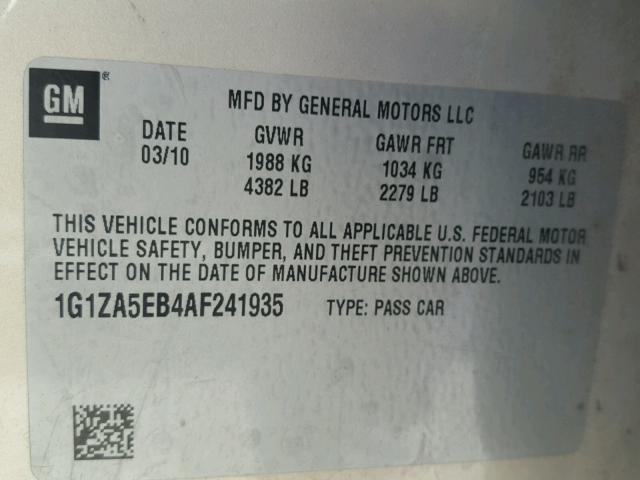 GM ®
MFD BY GENERAL MOTORS LLC
DATE GVWR GAWR FRT GAWR RR
03/10 1988 KG 1034 KG 954 KG
4382 LB 2279 LB 2103 LB
THIS VEHICLE CONFORMS TO ALL APPLICABLE U.S. FEDERAL MOTOR
VEHICLE SAFETY, BUMPER, AND THEFT PREVENTION STANDARDS IN
EFFECT ON THE DATE OF MANUFACTURE SHOWN ABOVE.
1G1ZA5EB4AF241935 TYPE: PASS CAR